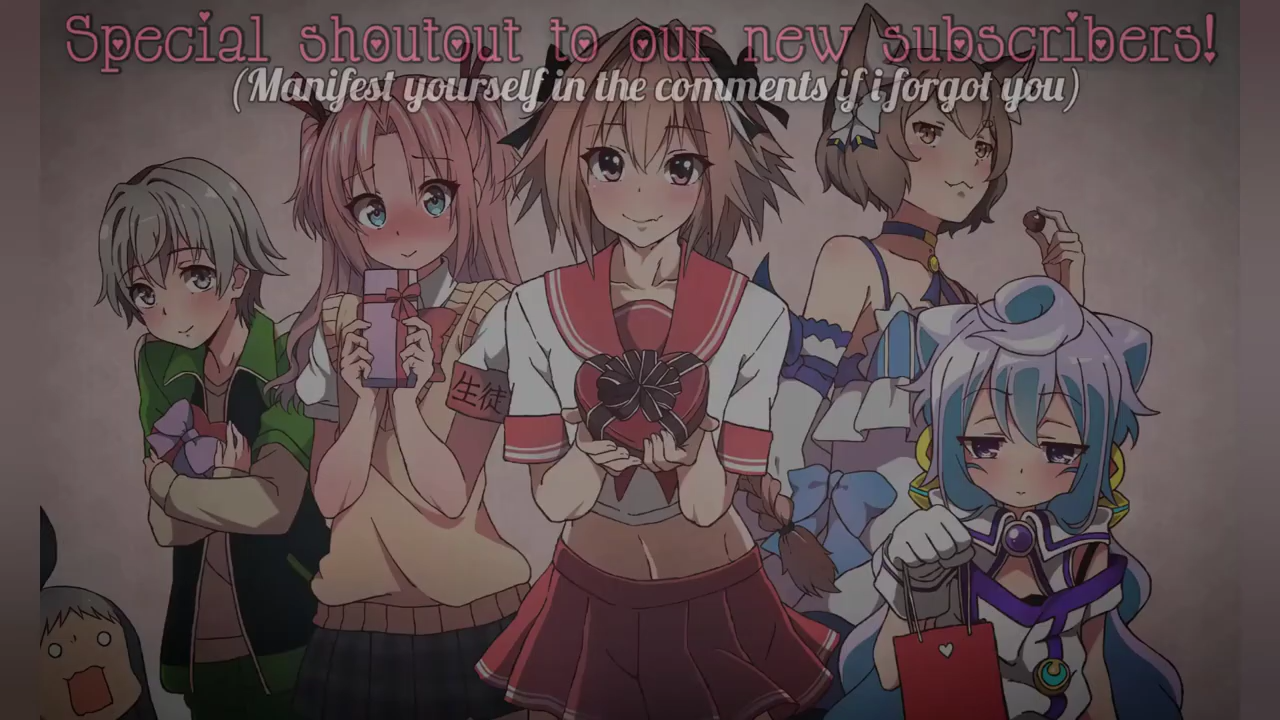 Special shoutout to our new subscribers!
(Manifest yourself in the comments if i forgot you)
生徒